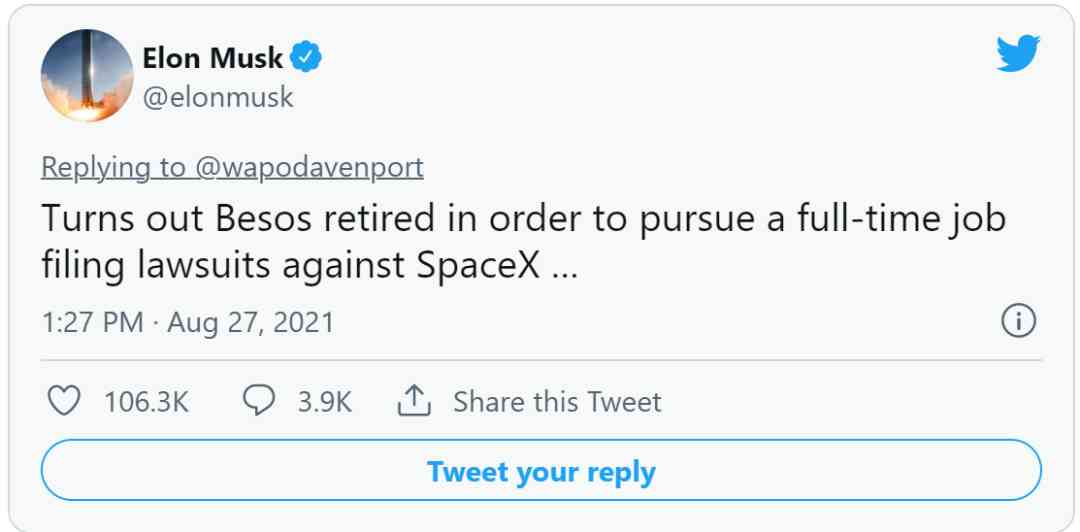 Elon Musk
@elonmusk
Replying to @wapodavenport
Turns out Besos retired in order to pursue a full-time job
filing lawsuits against SpaceX ...
1:27 PM · Aug 27, 2021
106.3K 3.9K Share this Tweet
Tweet your reply